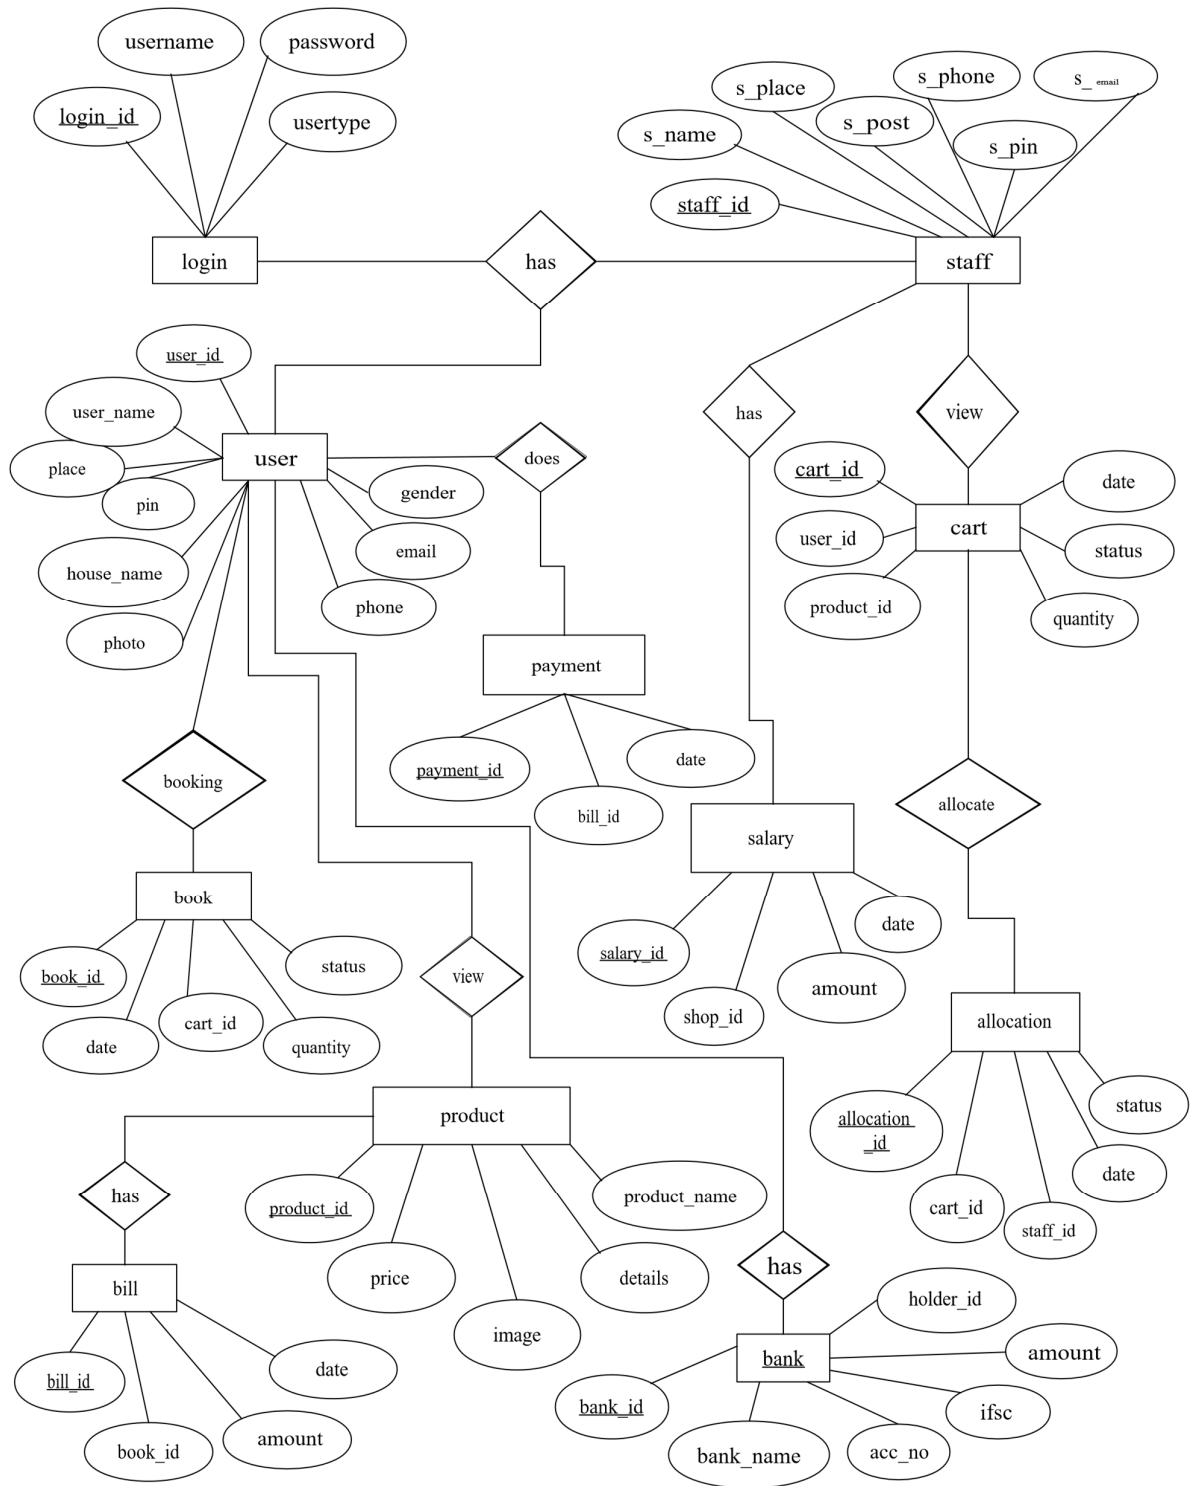 username
password
login_id
usertype
login
has
s_place
s_phone
s_ email
s_name
s_post
s_pin
staff_id
staff
user_id
user_name
place
pin
house_name
photo
user
gender
email
phone
does
has
view
cart_id
user_id
product_id
cart
date
status
quantity
payment
payment_id
bill_id
date
booking
book
book_id
date
cart_id
quantity
status
view
salary
salary_id
shop_id
amount
date
allocate
allocation
allocation
_id
cart_id
staff_id
date
status
product
product_id
price
image
details
product_name
has
bill
bill_id
book_id
amount
date
has
bank
bank_id
bank_name
acc_no
ifsc
amount
holder_id